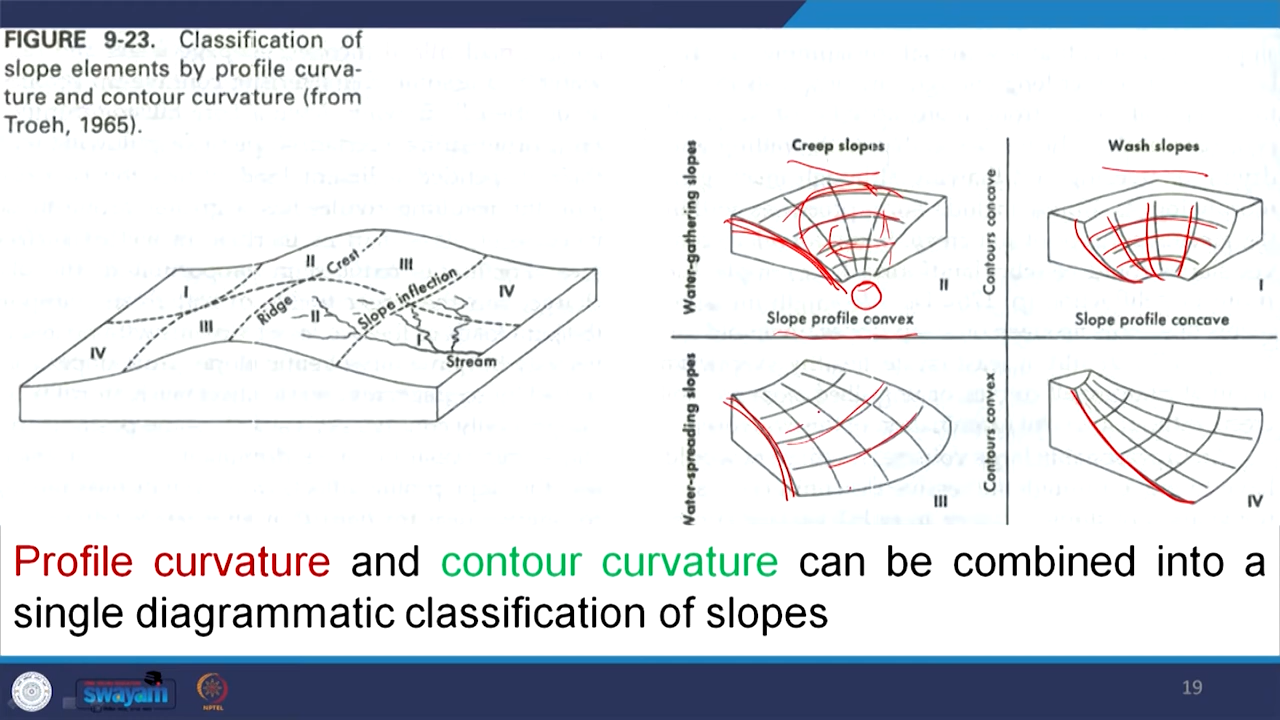 FIGURE 9-23. Classification of
slope elements by profile curva-
ture and contour curvature (from
Troeh, 1965).
I
II
III
IV
Ridge Crest
II
III
IV
Slope inflection
I
Stream
Water-gathering slopes
Creep slopes
II
Slope profile convex
Contours concave
Wash slopes
I
Slope profile concave
Water-spreading slopes
III
Contours convex
IV
Profile curvature and contour curvature can be combined into a
single diagrammatic classification of slopes
swayam
NPTEL
19